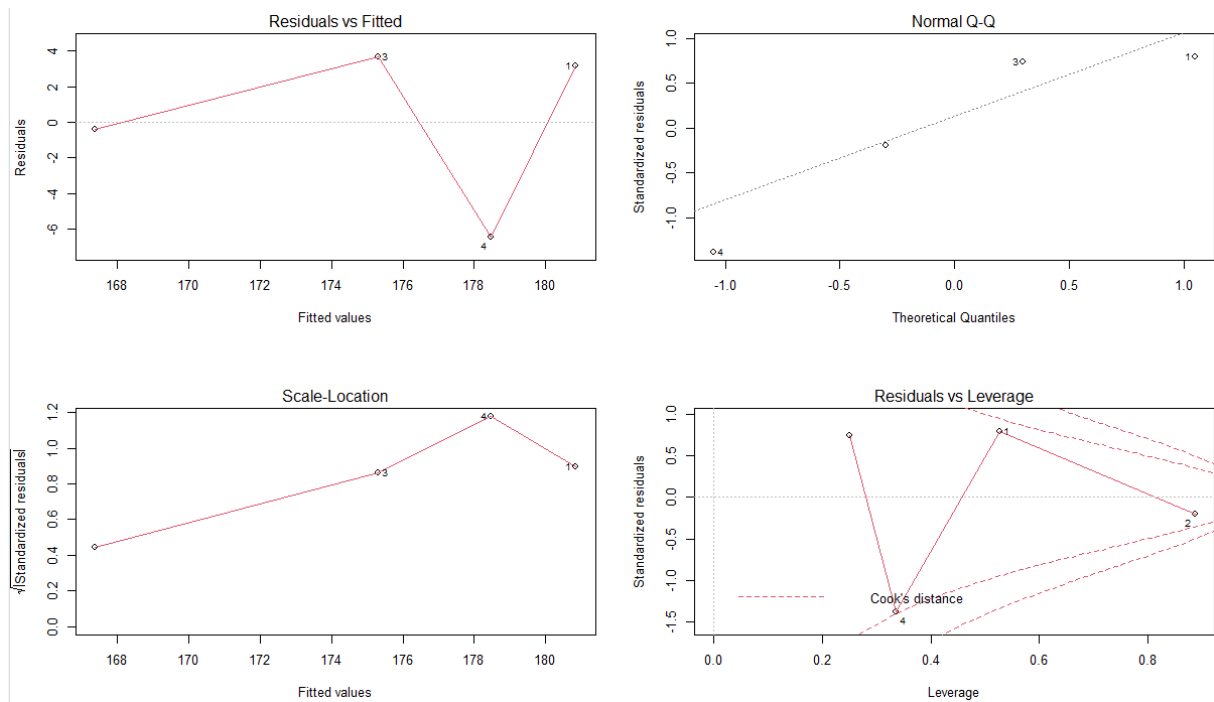 Residuals vs Fitted
Residuals
4
2
0
-2
-4
-6
3
1
4
168 170 172 174 176 178 180
Fitted values
Normal Q-Q
Standardized residuals
1.0
0.5
0.0
-0.5
-1.0
3
1
4
-1.0 -0.5 0.0 0.5 1.0
Theoretical Quantiles
Scale-Location
√|Standardized residuals|
1.2
1.0
0.8
0.6
0.4
0.2
0.0
4
3
1
168 170 172 174 176 178 180
Fitted values
Residuals vs Leverage
Standardized residuals
1.0
0.5
0.0
-0.5
-1.0
-1.5
1
2
Cook's distance
4
0.0 0.2 0.4 0.6 0.8
Leverage